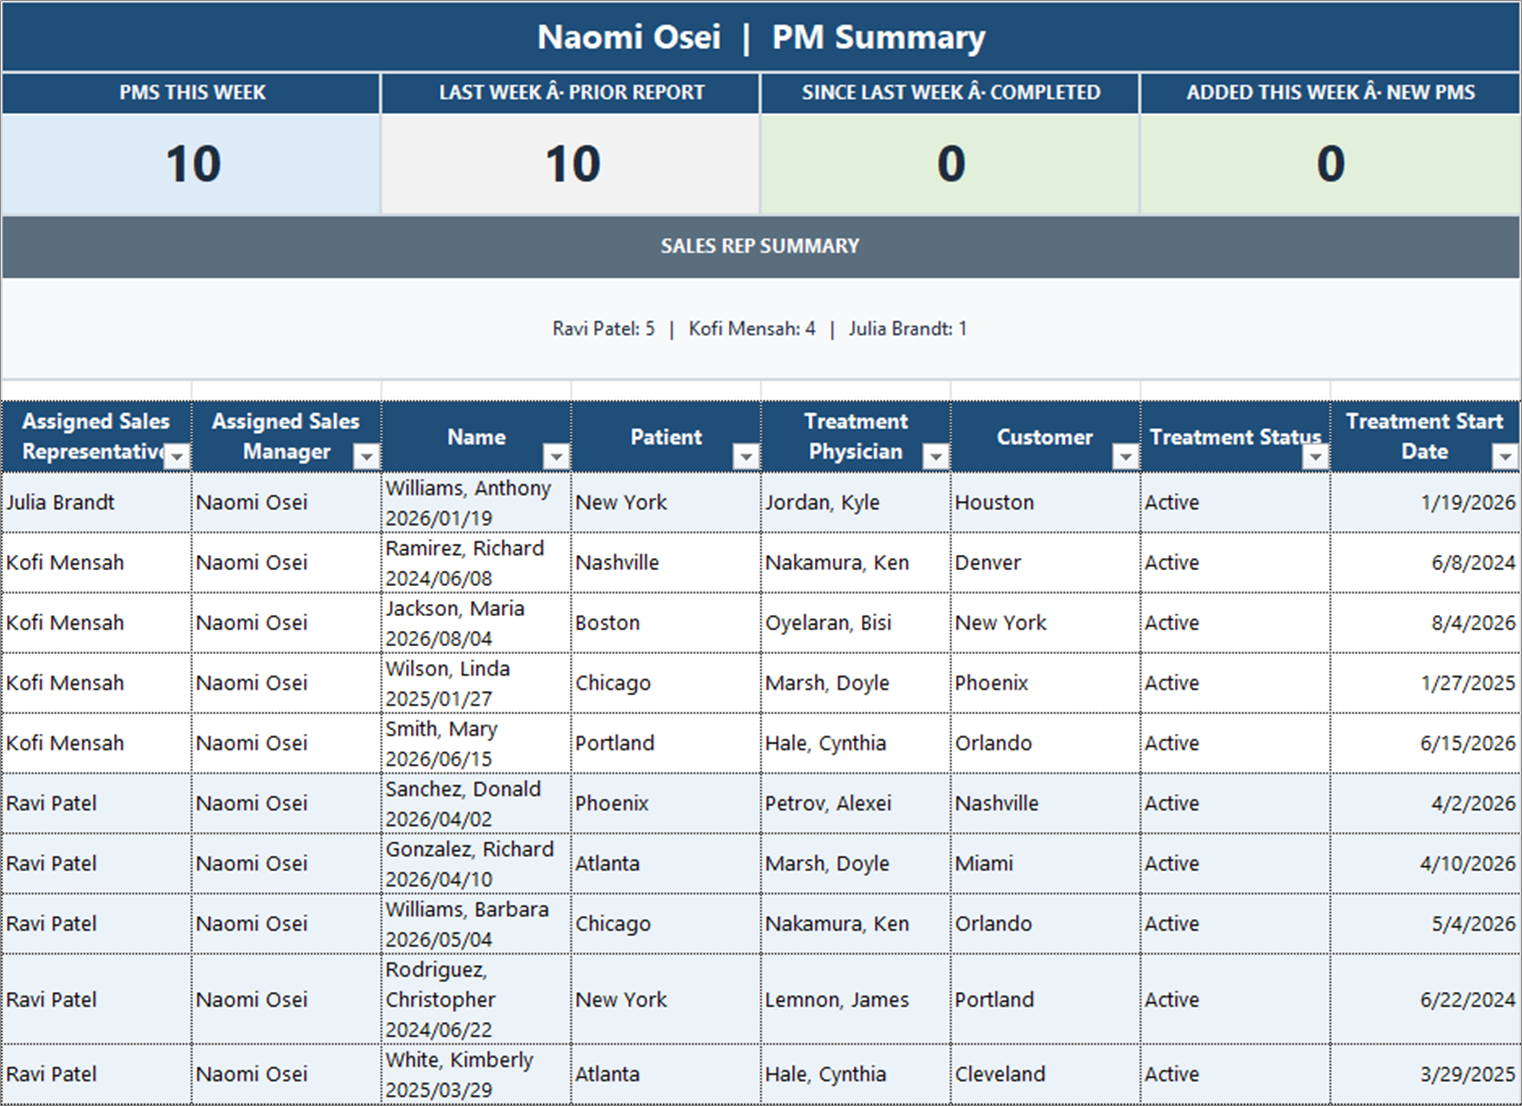 Naomi Osei | PM Summary
PMS THIS WEEK LAST WEEK Â· PRIOR REPORT SINCE LAST WEEK Â· COMPLETED ADDED THIS WEEK Â· NEW PMS
10 10 0 0
SALES REP SUMMARY
Ravi Patel: 5 | Kofi Mensah: 4 | Julia Brandt: 1
Assigned Sales Representative Assigned Sales Manager Name Patient Treatment Physician Customer Treatment Status Treatment Start Date
Julia Brandt Naomi Osei Williams, Anthony 2026/01/19 New York Jordan, Kyle Houston Active 1/19/2026
Kofi Mensah Naomi Osei Ramirez, Richard 2024/06/08 Nashville Nakamura, Ken Denver Active 6/8/2024
Kofi Mensah Naomi Osei Jackson, Maria 2026/08/04 Boston Oyelaran, Bisi New York Active 8/4/2026
Kofi Mensah Naomi Osei Wilson, Linda 2025/01/27 Chicago Marsh, Doyle Phoenix Active 1/27/2025
Kofi Mensah Naomi Osei Smith, Mary 2026/06/15 Portland Hale, Cynthia Orlando Active 6/15/2026
Ravi Patel Naomi Osei Sanchez, Donald 2026/04/02 Phoenix Petrov, Alexei Nashville Active 4/2/2026
Ravi Patel Naomi Osei Gonzalez, Richard 2026/04/10 Atlanta Marsh, Doyle Miami Active 4/10/2026
Ravi Patel Naomi Osei Williams, Barbara 2026/05/04 Chicago Nakamura, Ken Orlando Active 5/4/2026
Ravi Patel Naomi Osei Rodriguez, Christopher 2024/06/22 New York Lemnon, James Portland Active 6/22/2024
Ravi Patel Naomi Osei White, Kimberly 2025/03/29 Atlanta Hale, Cynthia Cleveland Active 3/29/2025